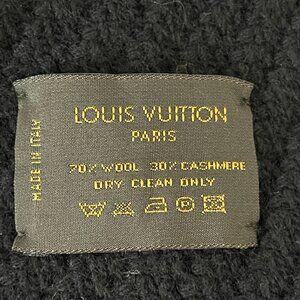 LOUIS VUITTON
PARIS
70% WOOL 30% CASHMERE
DRY CLEAN ONLY
MADE IN ITALY